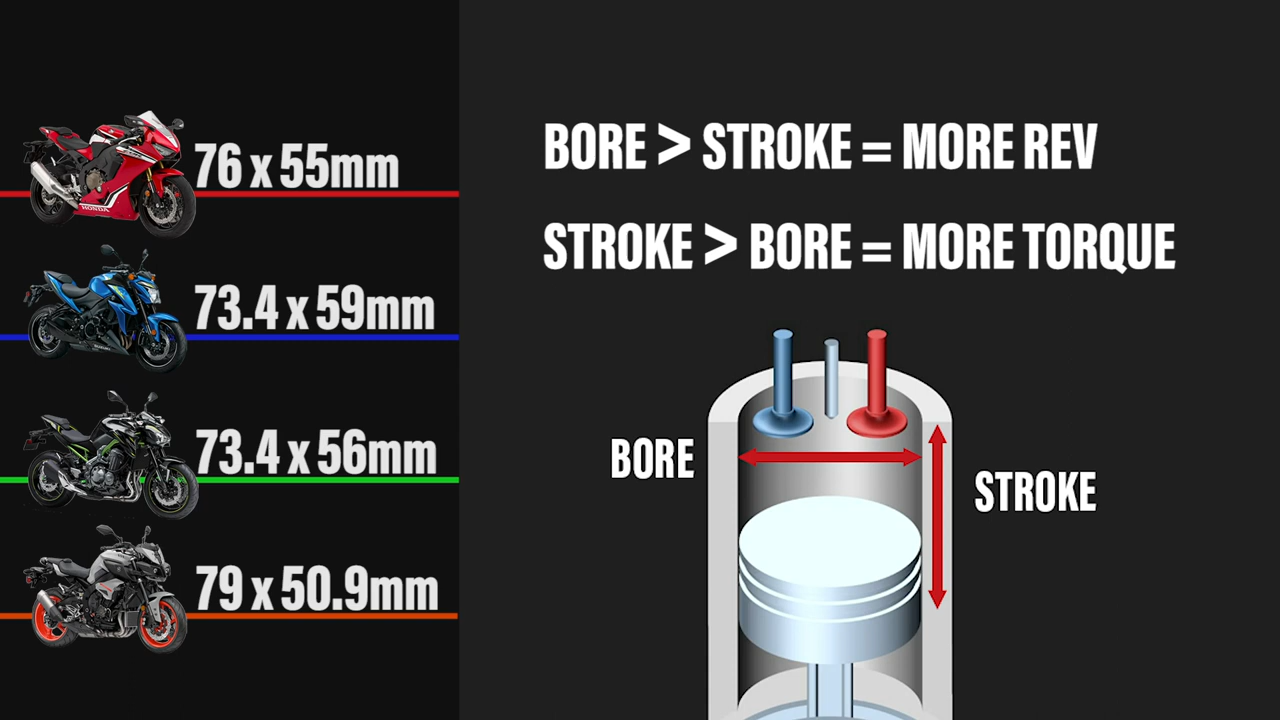 76 x 55mm
HONDA
73.4 x 59mm
73.4 x 56mm
79 x 50.9mm
BORE > STROKE = MORE REV
STROKE > BORE = MORE TORQUE
BORE
STROKE